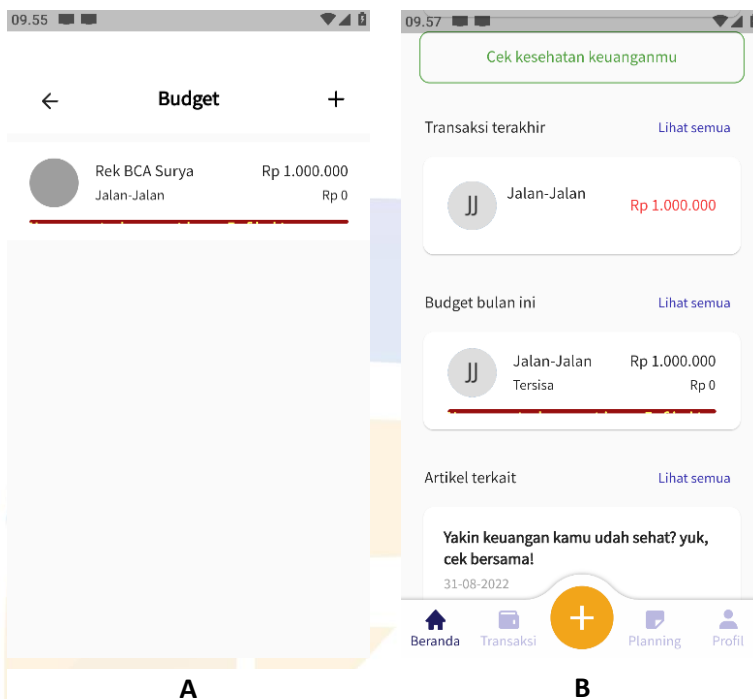 09.55
Budget
Rek BCA Surya Rp 1.000.000
Jalan-Jalan Rp 0
A
09.57
Cek kesehatan keuanganmu
Transaksi terakhir Lihat semua
JJ Jalan-Jalan Rp 1.000.000
Budget bulan ini Lihat semua
JJ Jalan-Jalan Rp 1.000.000
Tersisa Rp 0
Artikel terkait Lihat semua
Yakin keuangan kamu udah sehat? yuk,
cek bersama!
31-08-2022
Beranda Transaksi + Planning Profil
B